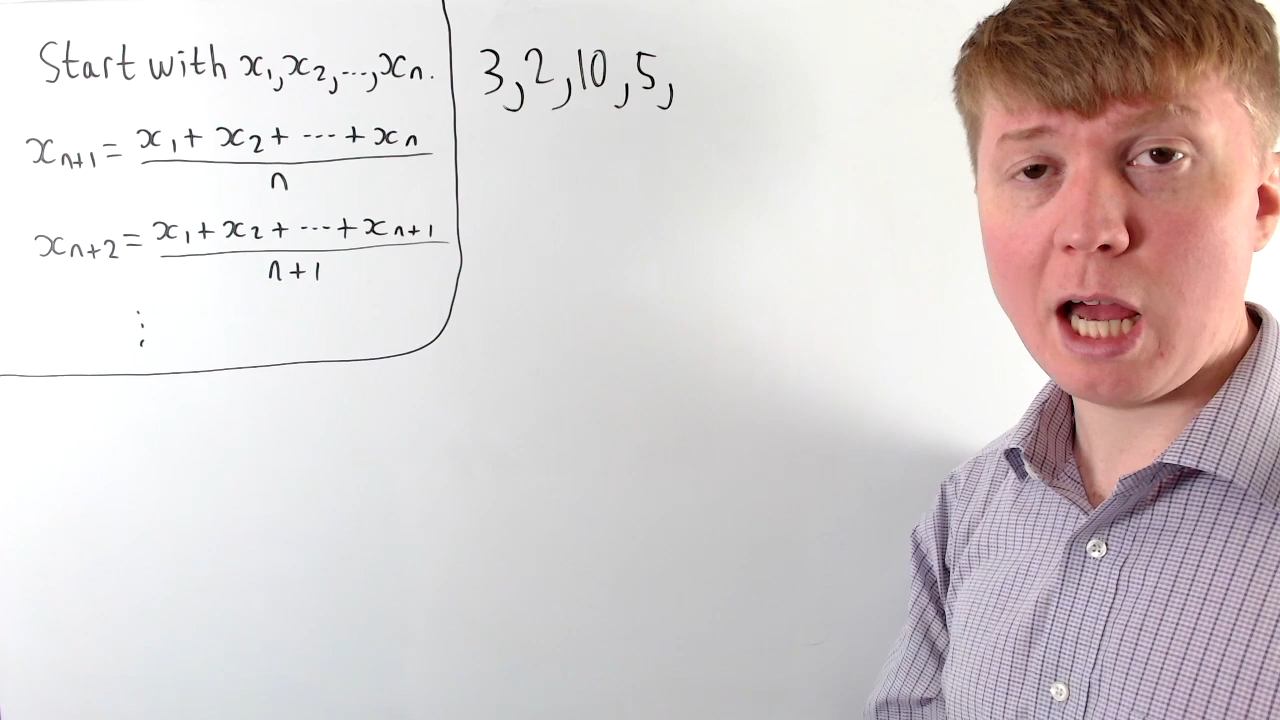 Start with x₁, x₂, ..., xₙ.
xₙ₊₁ = (x₁ + x₂ + ··· + xₙ) / n
xₙ₊₂ = (x₁ + x₂ + ··· + xₙ₊₁) / (n+1)
⋮
3, 2, 10, 5,